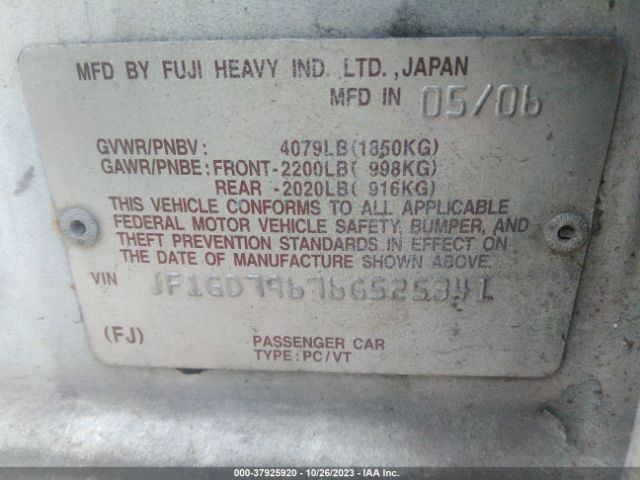 MFD BY FUJI HEAVY IND. LTD., JAPAN
MFD IN 05/06
GVWR/PNBV: 4079LB(1850KG)
GAWR/PNBE: FRONT-2200LB( 998KG)
REAR -2020LB( 916KG)
THIS VEHICLE CONFORMS TO ALL APPLICABLE
FEDERAL MOTOR VEHICLE SAFETY, BUMPER, AND
THEFT PREVENTION STANDARDS IN EFFECT ON
THE DATE OF MANUFACTURE SHOWN ABOVE.
VIN JF1GD79676G525341
(FJ)
PASSENGER CAR
TYPE: PC/VT
000-37925920 - 10/26/2023 - IAA Inc.